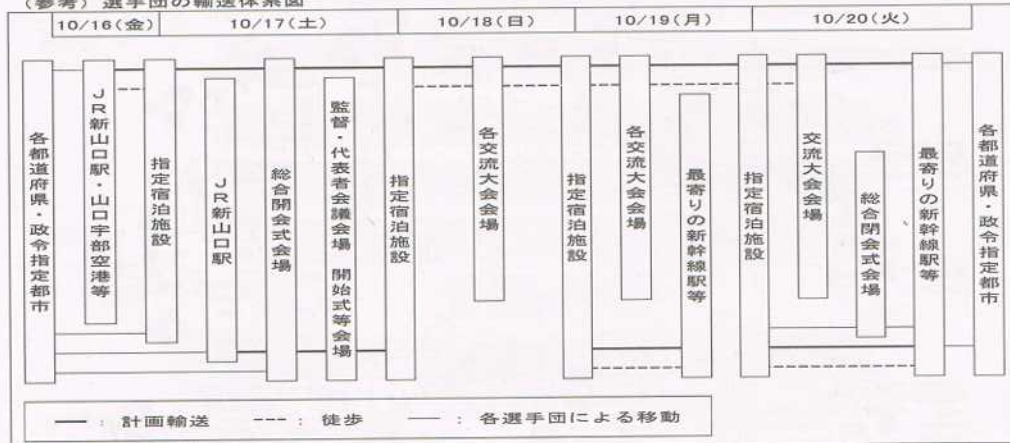 (参考) 選手団の輸送体系図
10/16(金)
10/17(土)
10/18(日)
10/19(月)
10/20(火)
各都道府県・政令指定都市
JR新山口駅・山口宇部空港等
指定宿泊施設
JR新山口駅
総合開会式会場
監督・代表者会議会場 開始式等会場
指定宿泊施設
各交流大会会場
指定宿泊施設
各交流大会会場
最寄りの新幹線駅等
指定宿泊施設
交流大会会場
総合閉会式会場
最寄りの新幹線駅等
各都道府県・政令指定都市
━━ : 計画輸送 --- : 徒歩 ── : 各選手団による移動